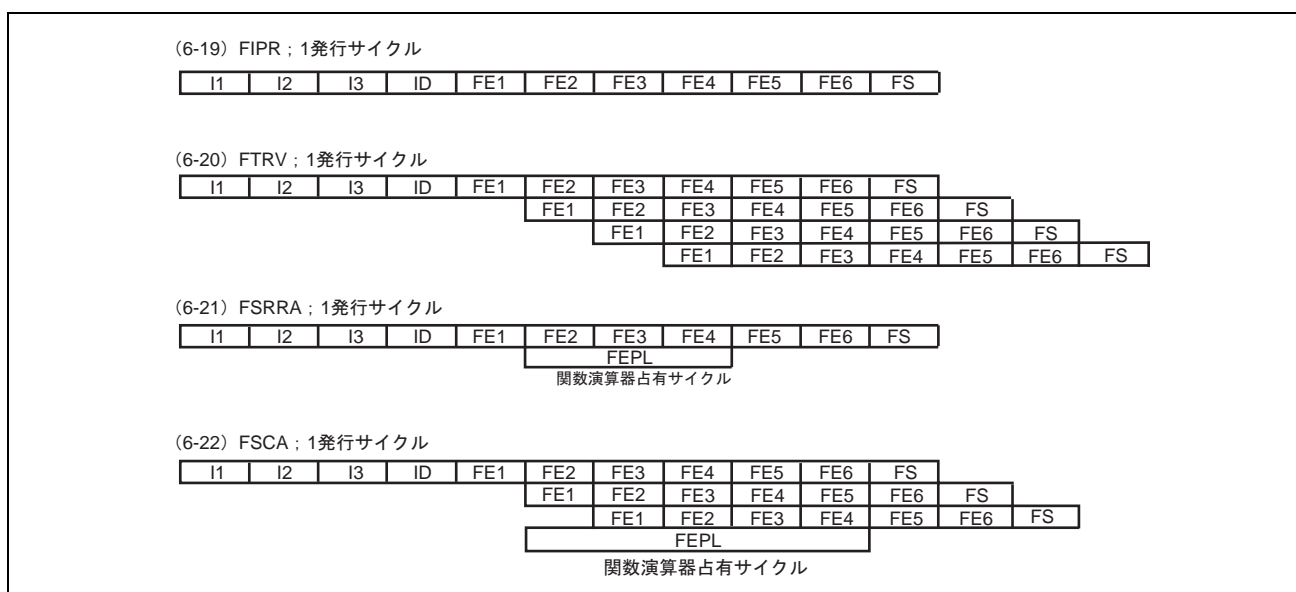 （6-19）FIPR；1発行サイクル
I1 I2 I3 ID FE1 FE2 FE3 FE4 FE5 FE6 FS
（6-20）FTRV；1発行サイクル
I1 I2 I3 ID FE1 FE2 FE3 FE4 FE5 FE6 FS
FE1 FE2 FE3 FE4 FE5 FE6 FS
FE1 FE2 FE3 FE4 FE5 FE6 FS
FE1 FE2 FE3 FE4 FE5 FE6 FS
（6-21）FSRRA；1発行サイクル
I1 I2 I3 ID FE1 FE2 FE3 FE4 FE5 FE6 FS
FEPL
関数演算器占有サイクル
（6-22）FSCA；1発行サイクル
I1 I2 I3 ID FE1 FE2 FE3 FE4 FE5 FE6 FS
FE1 FE2 FE3 FE4 FE5 FE6 FS
FE1 FE2 FE3 FE4 FE5 FE6 FS
FEPL
関数演算器占有サイクル